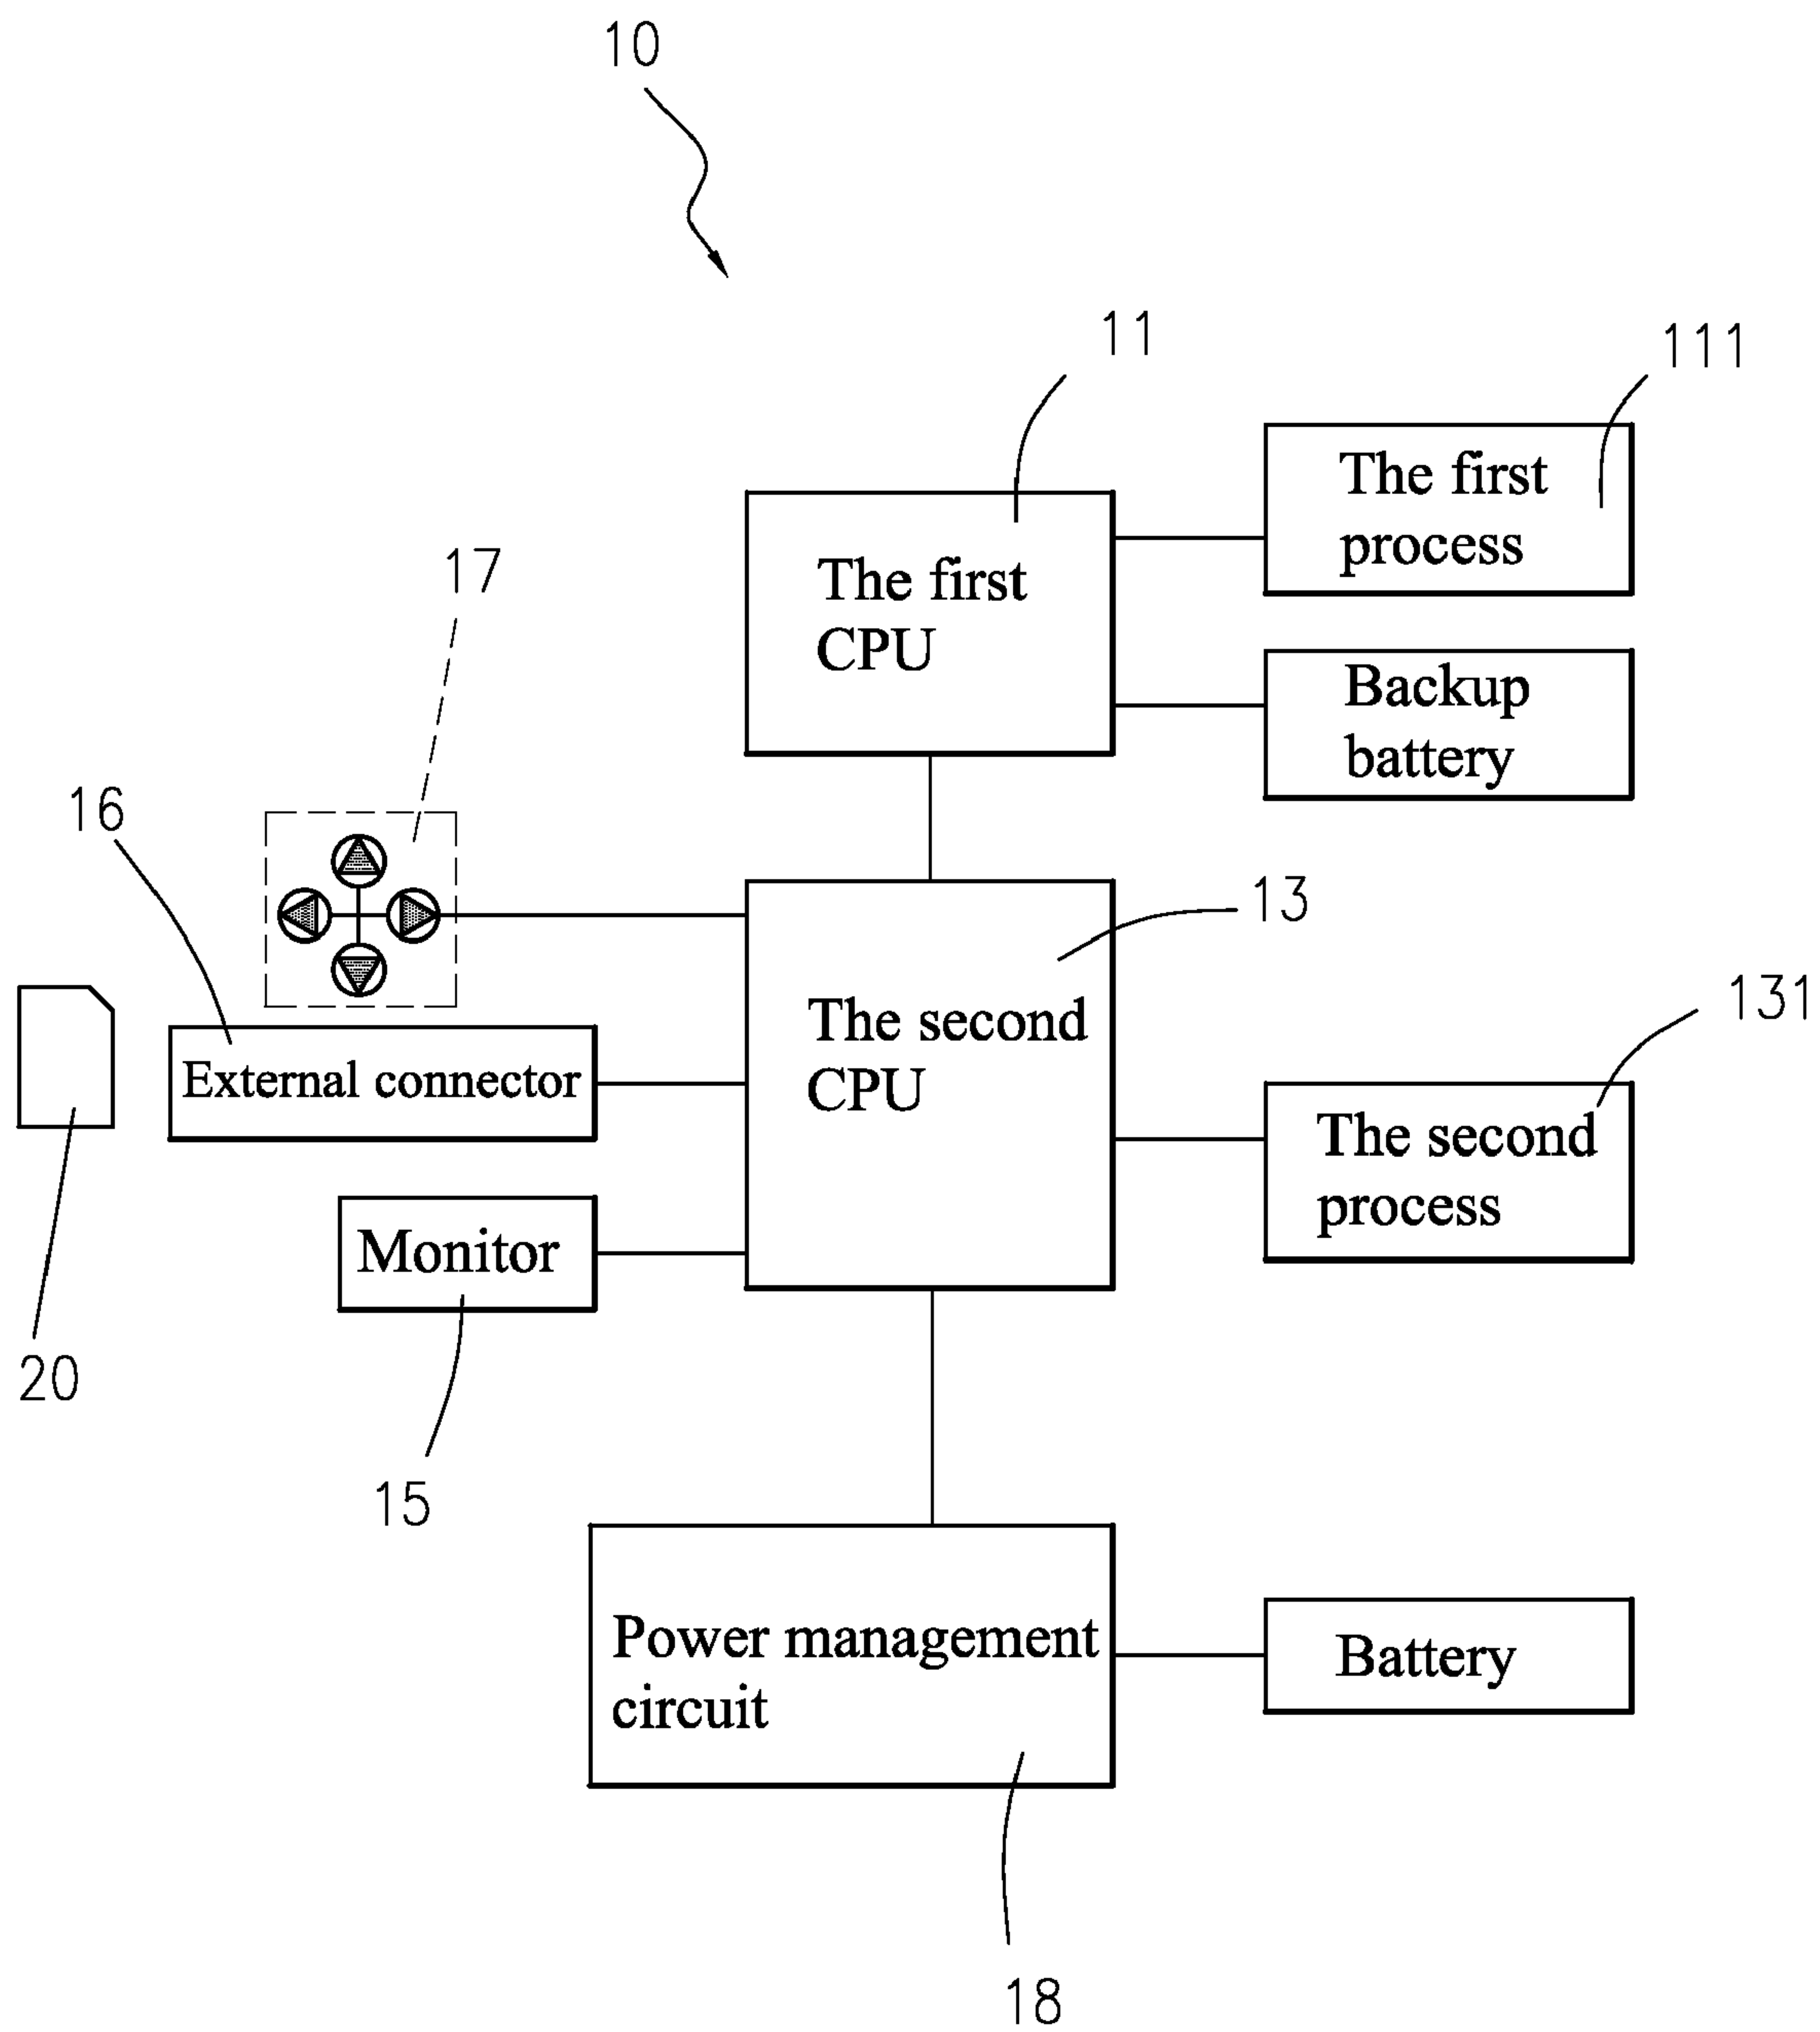 10
11
111
The first
process
The first
CPU
17
Backup
battery
16
13
The second
CPU
131
External connector
The second
process
Monitor
20
15
Power management
circuit
Battery
18